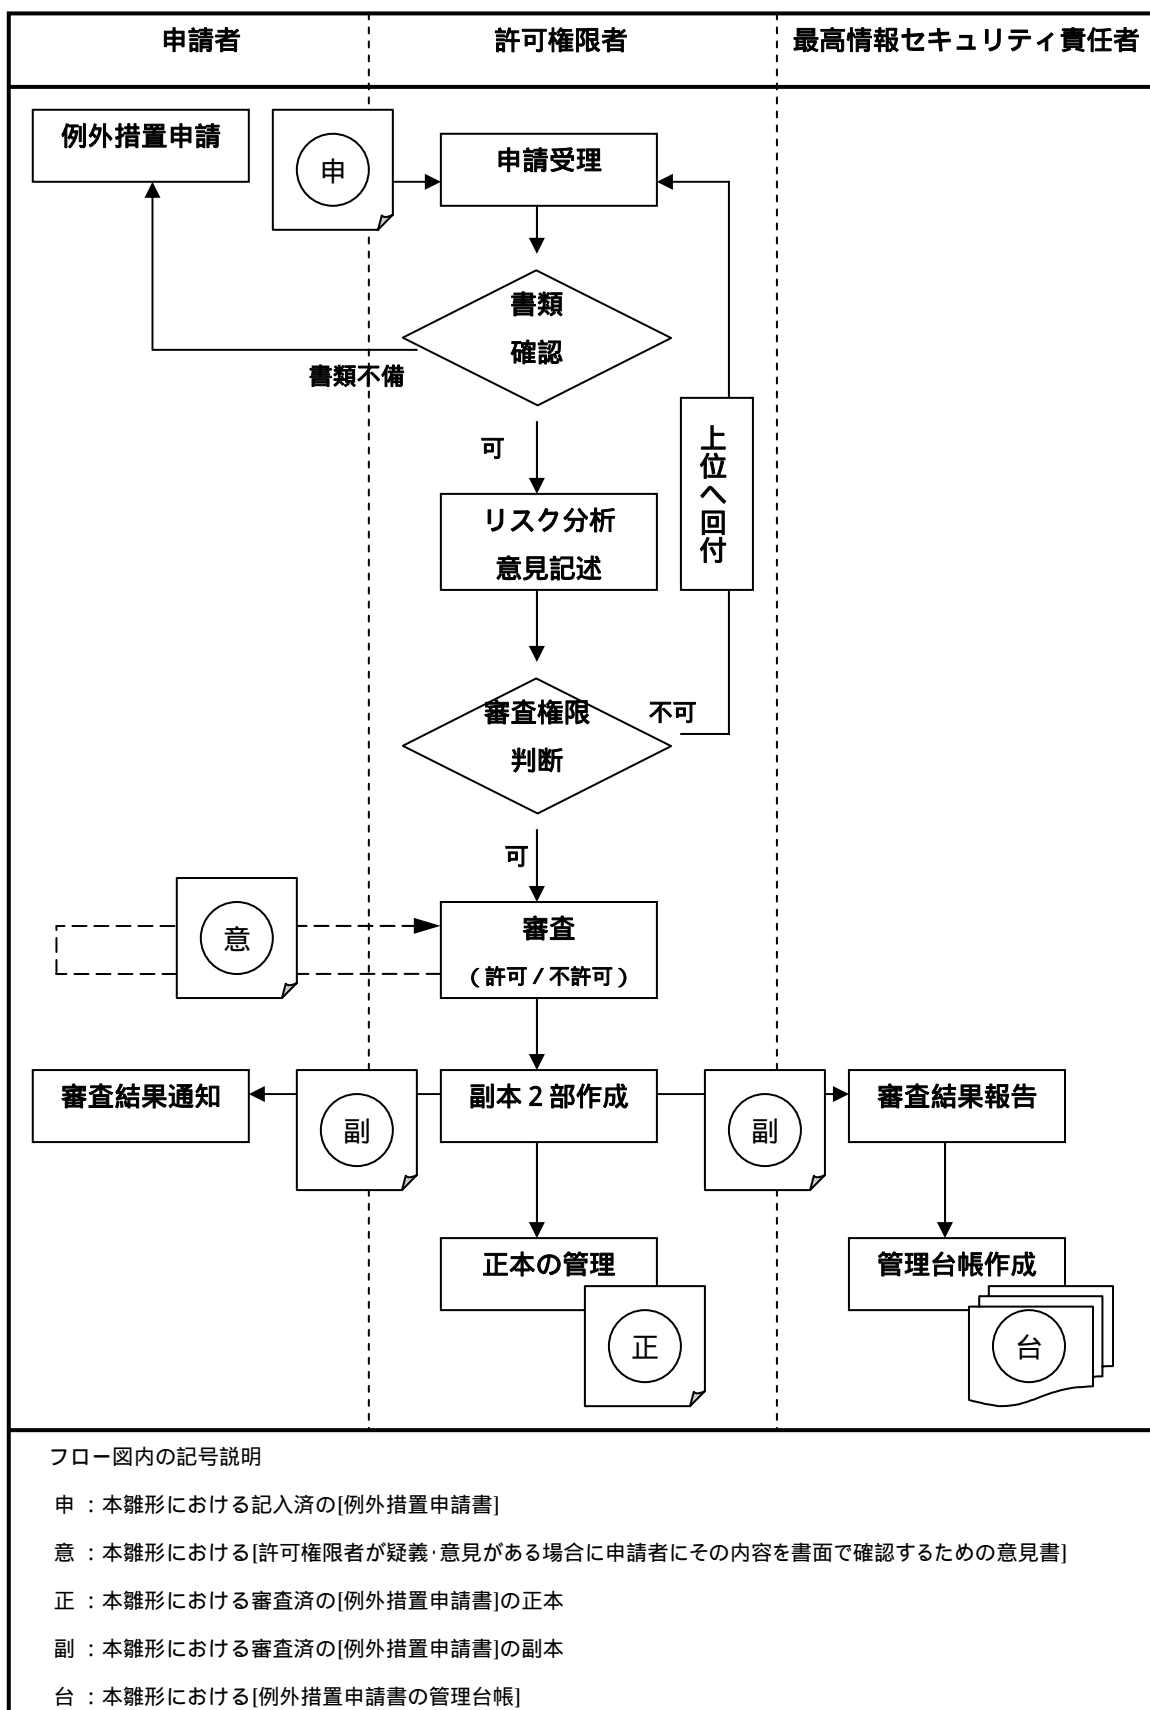 申請者
許可権限者
最高情報セキュリティ責任者
例外措置申請
申
申請受理
書類
確認
書類不備
可
上位へ回付
リスク分析
意見記述
審査権限
判断
不可
可
意
審査
（許可／不許可）
審査結果通知
副
副本２部作成
副
審査結果報告
正本の管理
正
管理台帳作成
台
フロー図内の記号説明
申 ：本雛形における記入済の[例外措置申請書]
意 ：本雛形における[許可権限者が疑義･意見がある場合に申請者にその内容を書面で確認するための意見書]
正 ：本雛形における審査済の[例外措置申請書]の正本
副 ：本雛形における審査済の[例外措置申請書]の副本
台 ：本雛形における[例外措置申請書の管理台帳]